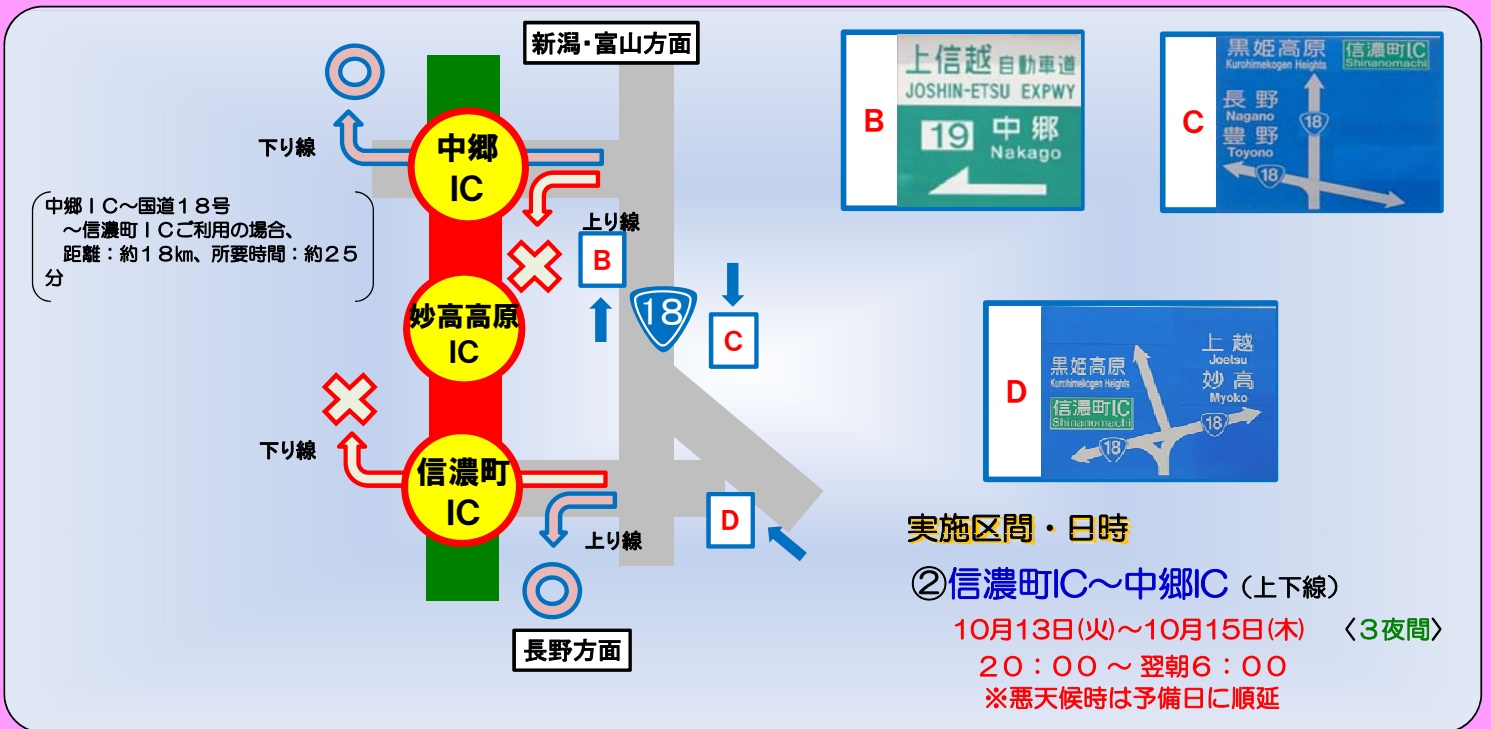 新潟・富山方面
中郷
IC
下り線
上り線
中郷ＩＣ～国道１８号
～信濃町ＩＣご利用の場合、
距離：約１８㎞、所要時間：約２５
分
妙高高原
IC
B
18
C
下り線
信濃町
IC
上り線
D
長野方面
B
上信越 自動車道
JOSHIN-ETSU EXPWY
19 中郷
Nakago
C
黒姫高原
Kurohimekogen Heights
信濃町IC
Shinanomachi
長野
Nagano
豊野
Toyono
18
18
D
黒姫高原
Kurohimekogen Heights
信濃町IC
Shinanomachi
上越
Joetsu
妙高
Myoko
18
18
実施区間・日時
②信濃町IC～中郷IC（上下線）
10月13日(火)～10月15日(木) 〈３夜間〉
２０：００ ～ 翌朝６：００
※悪天候時は予備日に順延